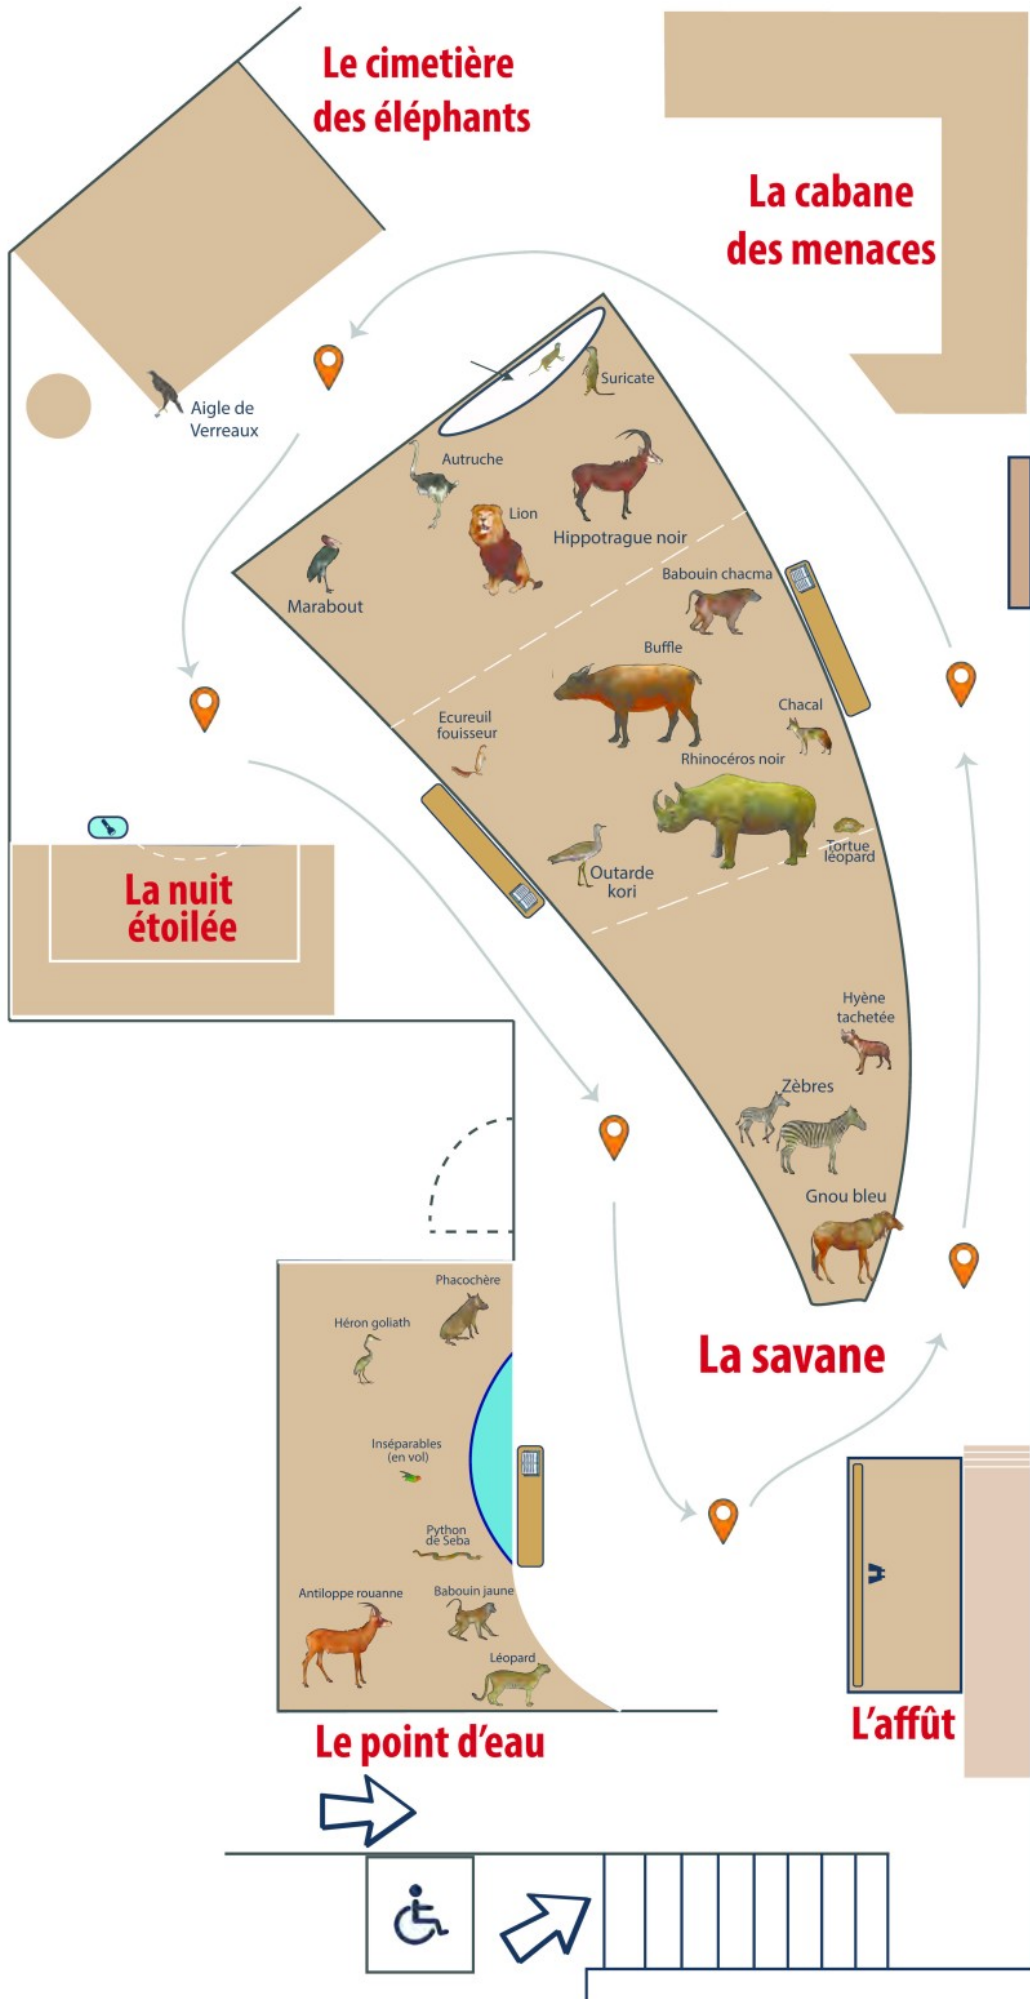 Le cimetière
des éléphants
La cabane
des menaces
Suricate
Aigle de
Verreaux
Autruche
Lion
Hippotrague noir
Marabout
Babouin chacma
Buffle
Chacal
Ecureuil
fouisseur
Rhinocéros noir
Tortue
léopard
Outarde
kori
La nuit
étoilée
Hyène
tachetée
Zèbres
Gnou bleu
Phacochère
Héron goliath
La savane
Inséparables
(en vol)
Python
de Seba
Antiloppe rouanne
Babouin jaune
Léopard
Le point d'eau
L'affût